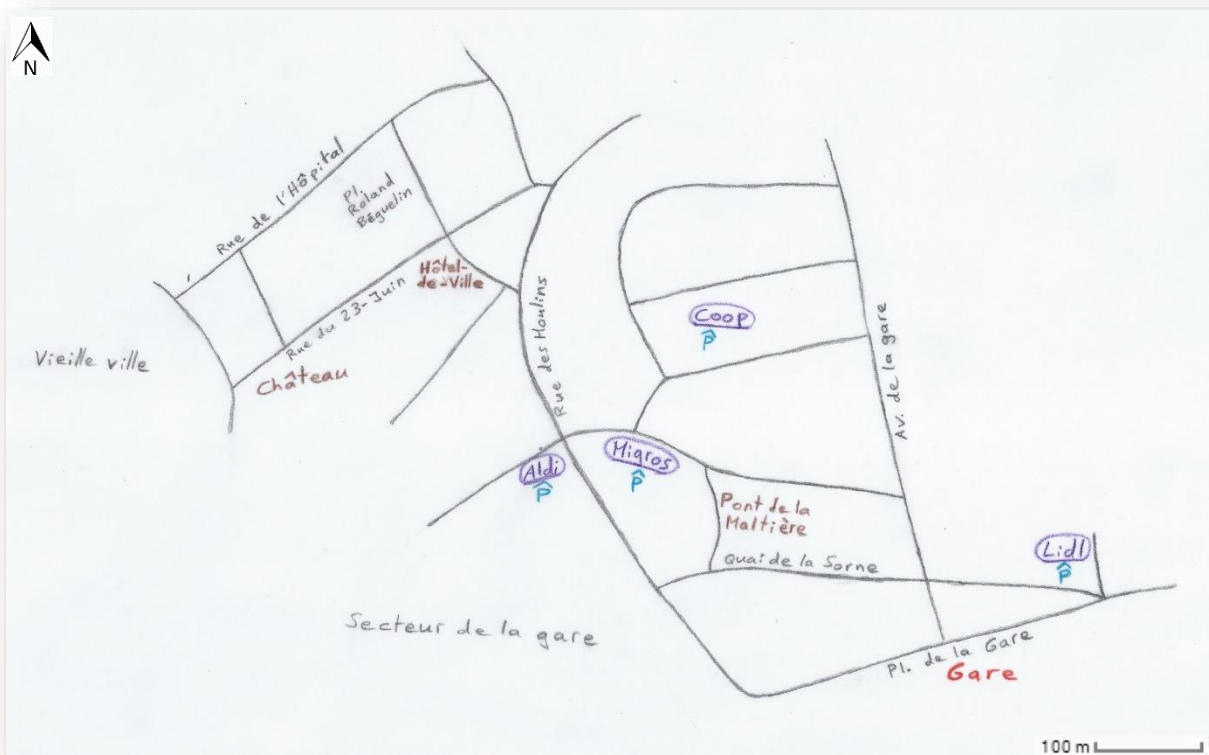 N
Rue de l'Hôpital
Pl.
Roland
Béguelin
Hôtel-
de-Ville
Rue du 23-Juin
Château
Vieille ville
Rue des Moulins
Coop
P
Av. de la gare
Aldi
P
Migros
P
Pont de la
Maltière
Quai de la Sorne
Lidl
P
Secteur de la gare
Pl. de la Gare
Gare
100 m